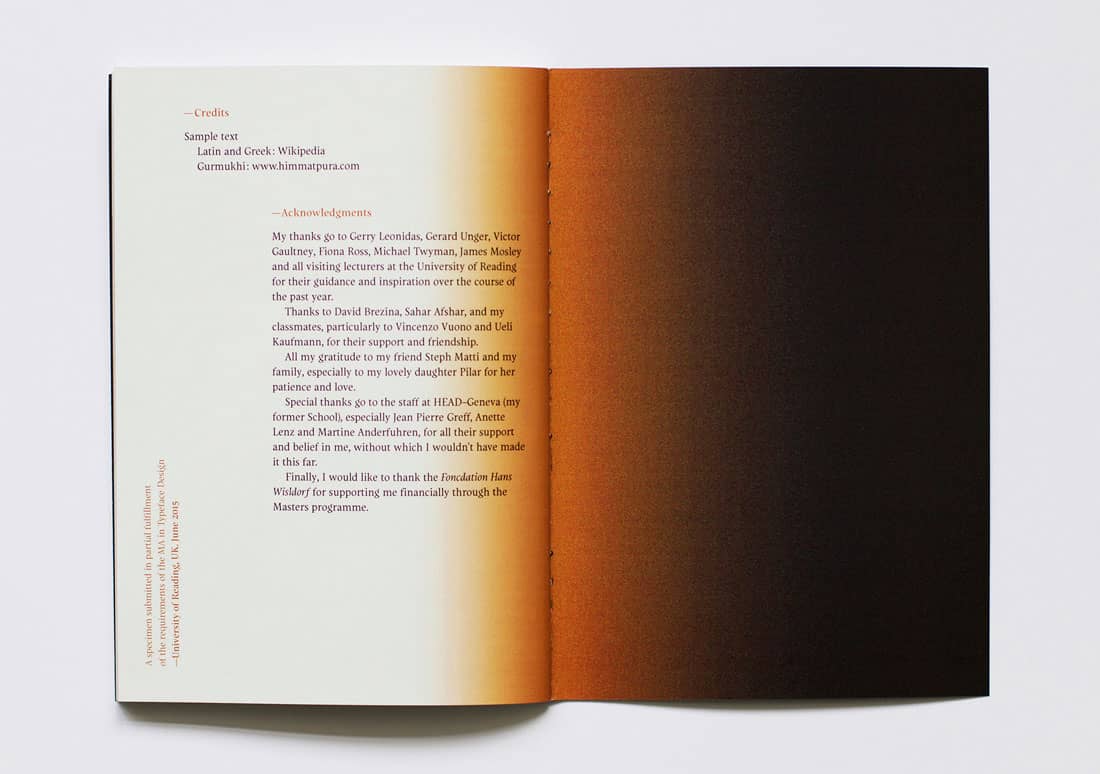 —Credits
Sample text
Latin and Greek: Wikipedia
Gurmukhi: www.himmatpura.com
—Acknowledgments
My thanks go to Gerry Leonidas, Gerard Unger, Victor
Gaultney, Fiona Ross, Michael Twyman, James Mosley
and all visiting lecturers at the University of Reading
for their guidance and inspiration over the course of
the past year.
Thanks to David Brezina, Sahar Afshar, and my
classmates, particularly to Vincenzo Vuono and Ueli
Kaufmann, for their support and friendship.
All my gratitude to my friend Steph Matti and my
family, especially to my lovely daughter Pilar for her
patience and love.
Special thanks go to the staff at HEAD–Geneva (my
former School), especially Jean Pierre Greff, Anette
Lenz and Martine Anderfuhren, for all their support
and belief in me, without which I wouldn't have made
it this far.
Finally, I would like to thank the Foncdation Hans
Wisldorf for supporting me financially through the
Masters programme.
A specimen submitted in partial fulfillment
of the requirements of the MA in Typeface Design
—University of Reading, UK. June 2015